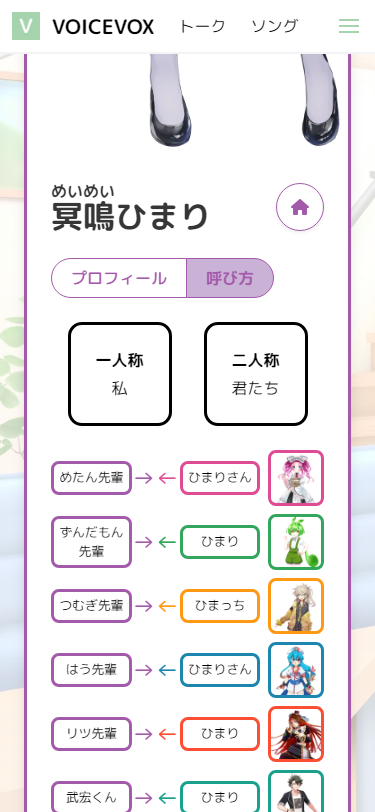 V VOICEVOX トーク ソング
めいめい
冥鳴ひまり
プロフィール 呼び方
一人称 二人称
私 君たち
めたん先輩 → ← ひまりさん
ずんだもん
先輩 → ← ひまり
つむぎ先輩 → ← ひまっち
はう先輩 → ← ひまりさん
リツ先輩 → ← ひまり
武宏くん → ← ひまり